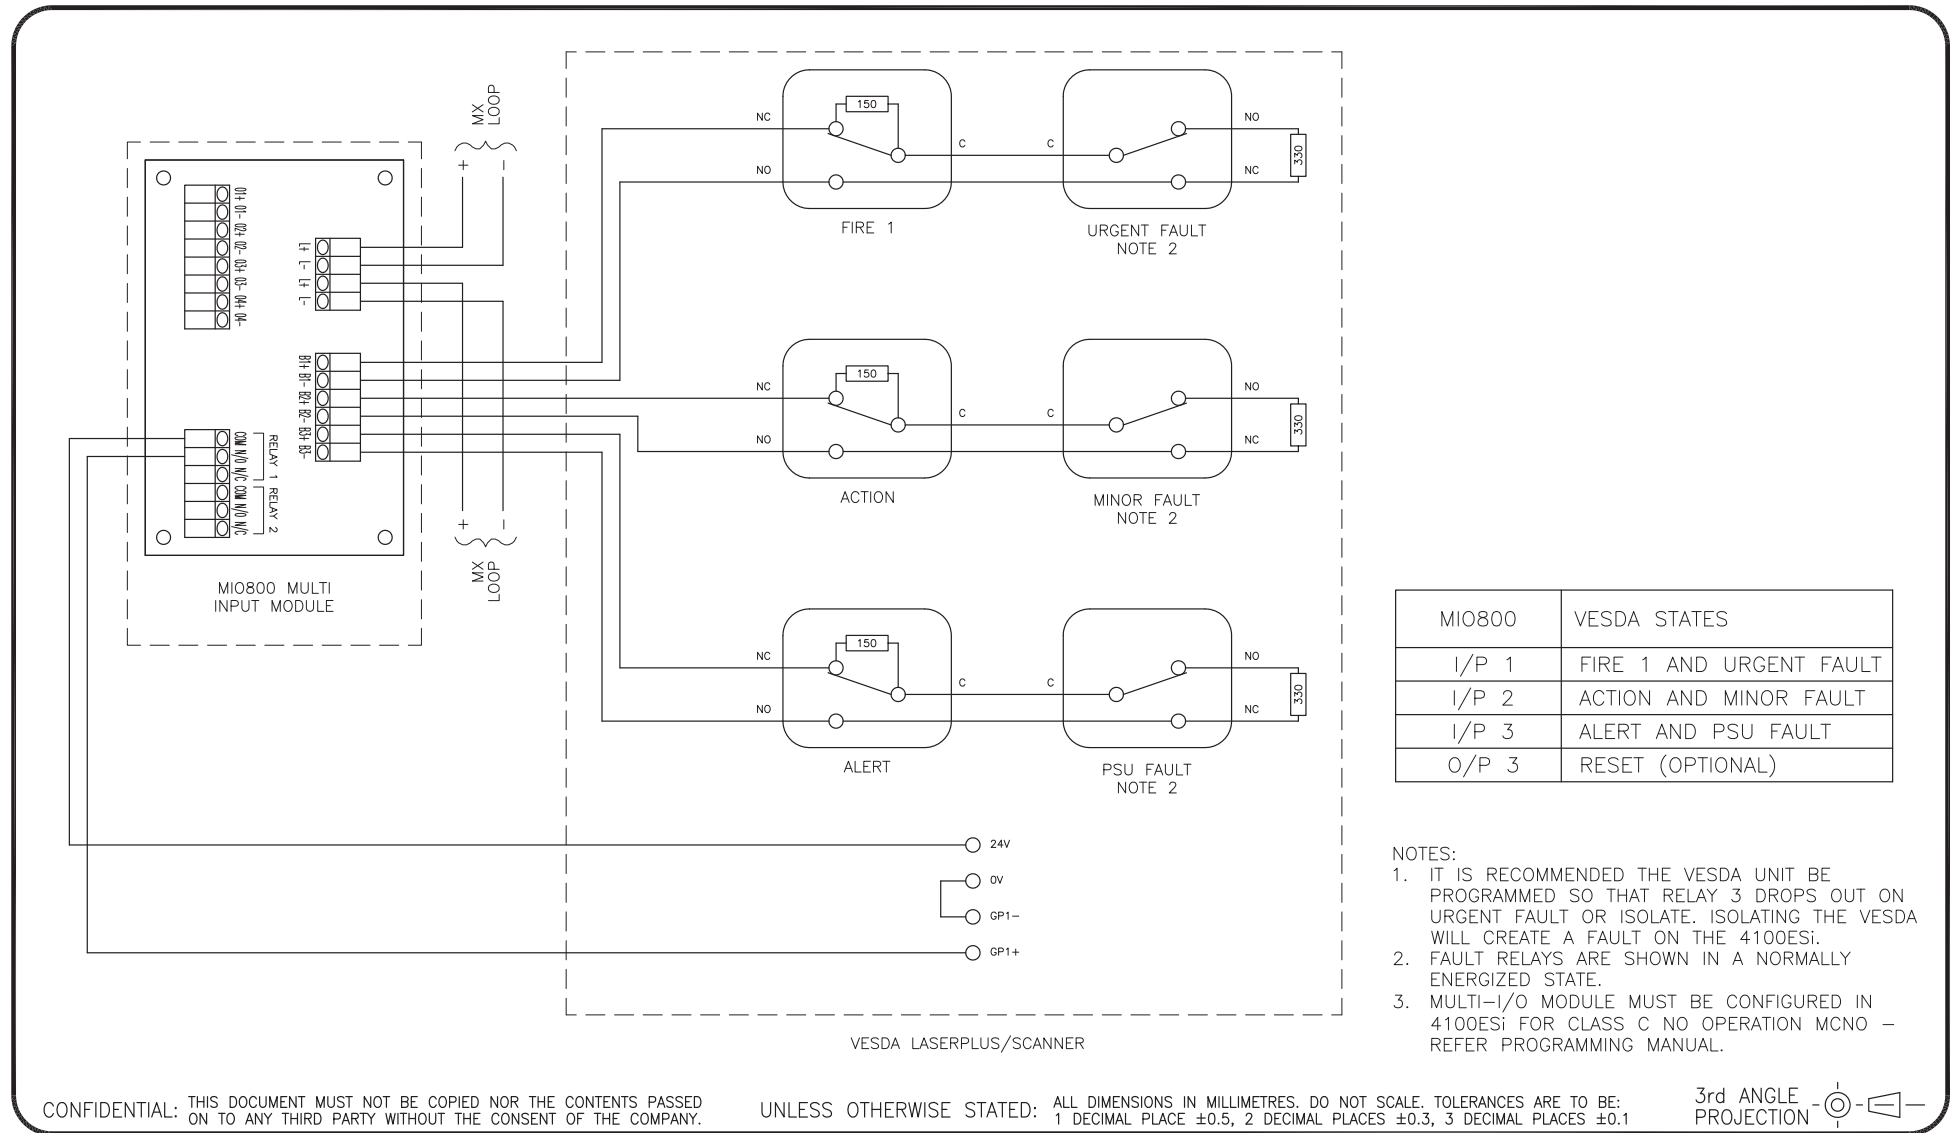 MX
LOOP
+ -
O1+ O1- O2+ O2- O3+ O3- O4+ O4-
L+ L- L+ L-
B1+ B1- B2+ B2- B3+ B3-
COM N/O N/C COM N/O N/C
RELAY 1 RELAY 2
+ -
MX
LOOP
MIO800 MULTI
INPUT MODULE
NC
NO
150
C
C
NO
NC
330
FIRE 1
URGENT FAULT
NOTE 2
NC
NO
150
C
C
NO
NC
330
ACTION
MINOR FAULT
NOTE 2
NC
NO
150
C
C
NO
NC
330
ALERT
PSU FAULT
NOTE 2
24V
0V
GP1-
GP1+
VESDA LASERPLUS/SCANNER
MIO800 VESDA STATES
I/P 1 FIRE 1 AND URGENT FAULT
I/P 2 ACTION AND MINOR FAULT
I/P 3 ALERT AND PSU FAULT
O/P 3 RESET (OPTIONAL)
NOTES:
1. IT IS RECOMMENDED THE VESDA UNIT BE
PROGRAMMED SO THAT RELAY 3 DROPS OUT ON
URGENT FAULT OR ISOLATE. ISOLATING THE VESDA
WILL CREATE A FAULT ON THE 4100ESi.
2. FAULT RELAYS ARE SHOWN IN A NORMALLY
ENERGIZED STATE.
3. MULTI-I/O MODULE MUST BE CONFIGURED IN
4100ESi FOR CLASS C NO OPERATION MCNO -
REFER PROGRAMMING MANUAL.
CONFIDENTIAL: THIS DOCUMENT MUST NOT BE COPIED NOR THE CONTENTS PASSED
ON TO ANY THIRD PARTY WITHOUT THE CONSENT OF THE COMPANY.
UNLESS OTHERWISE STATED: ALL DIMENSIONS IN MILLIMETRES. DO NOT SCALE. TOLERANCES ARE TO BE:
1 DECIMAL PLACE ±0.5, 2 DECIMAL PLACES ±0.3, 3 DECIMAL PLACES ±0.1
3rd ANGLE
PROJECTION